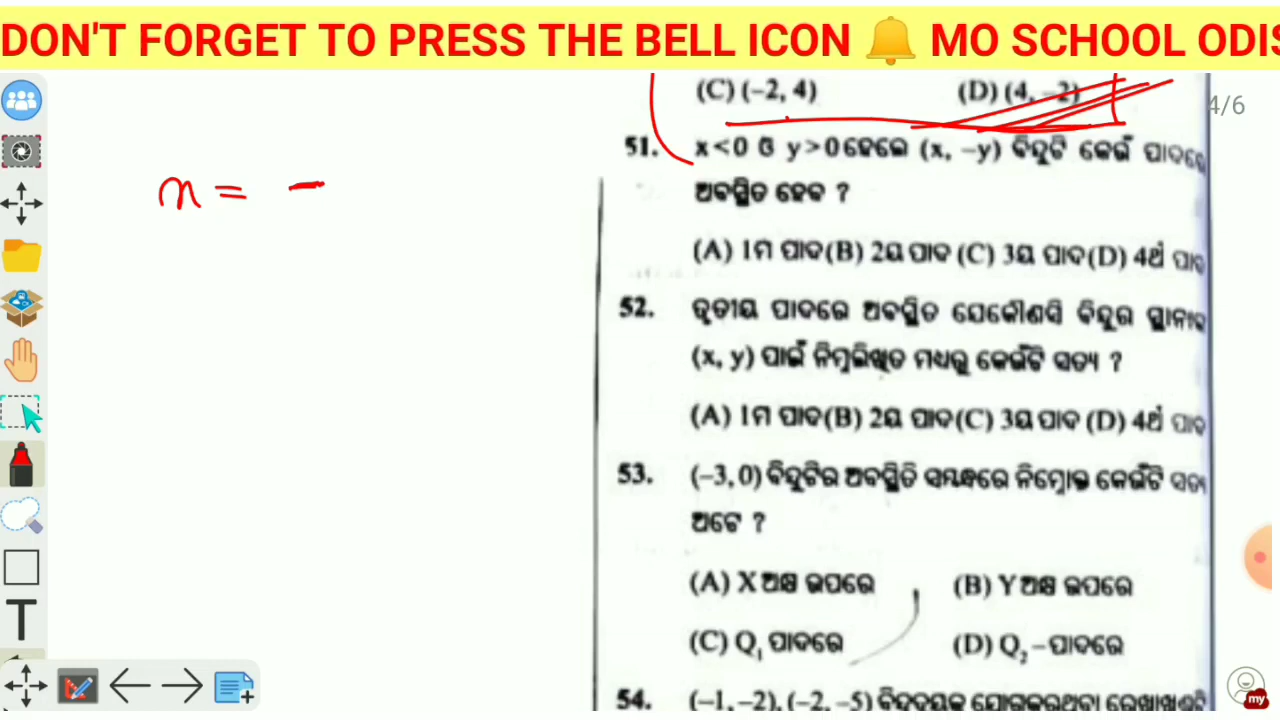 DON'T FORGET TO PRESS THE BELL ICON 🔔 MO SCHOOL ODIS
(C) (–2, 4) (D) (4, –2)
4/6
51. x<0 ଓ y>0 ହେଲେ (x, –y) ବିନ୍ଦୁଟି କେଉଁ ପାଦରେ
ଅବସ୍ଥିତ ହେବ ?
x = –
(A) 1ମ ପାଦ (B) 2ୟ ପାଦ (C) 3ୟ ପାଦ (D) 4ର୍ଥ ପାଦ
52. ତୃତୀୟ ପାଦରେ ଅବସ୍ଥିତ ଯେକୌଣସି ବିନ୍ଦୁର ସ୍ଥାନାଙ୍କ
(x, y) ପାଇଁ ନିମ୍ନଲିଖିତ ମଧ୍ୟରୁ କେଉଁଟି ସତ୍ୟ ?
(A) 1ମ ପାଦ (B) 2ୟ ପାଦ (C) 3ୟ ପାଦ (D) 4ର୍ଥ ପାଦ
53. (–3, 0) ବିନ୍ଦୁଟିର ଅବସ୍ଥିତି ସମ୍ବନ୍ଧରେ ନିମ୍ନୋକ୍ତ କେଉଁଟି ସତ୍ୟ
ଅଟେ ?
(A) X ଅକ୍ଷ ଉପରେ (B) Y ଅକ୍ଷ ଉପରେ
(C) Q₁ ପାଦରେ (D) Q₂ – ପାଦରେ
54. (–1, –2), (–2, –5) ବିନ୍ଦୁଦ୍ୱୟକୁ ଯୋଗକରୁଥିବା ରେଖାଖଣ୍ଡଟି
T
my